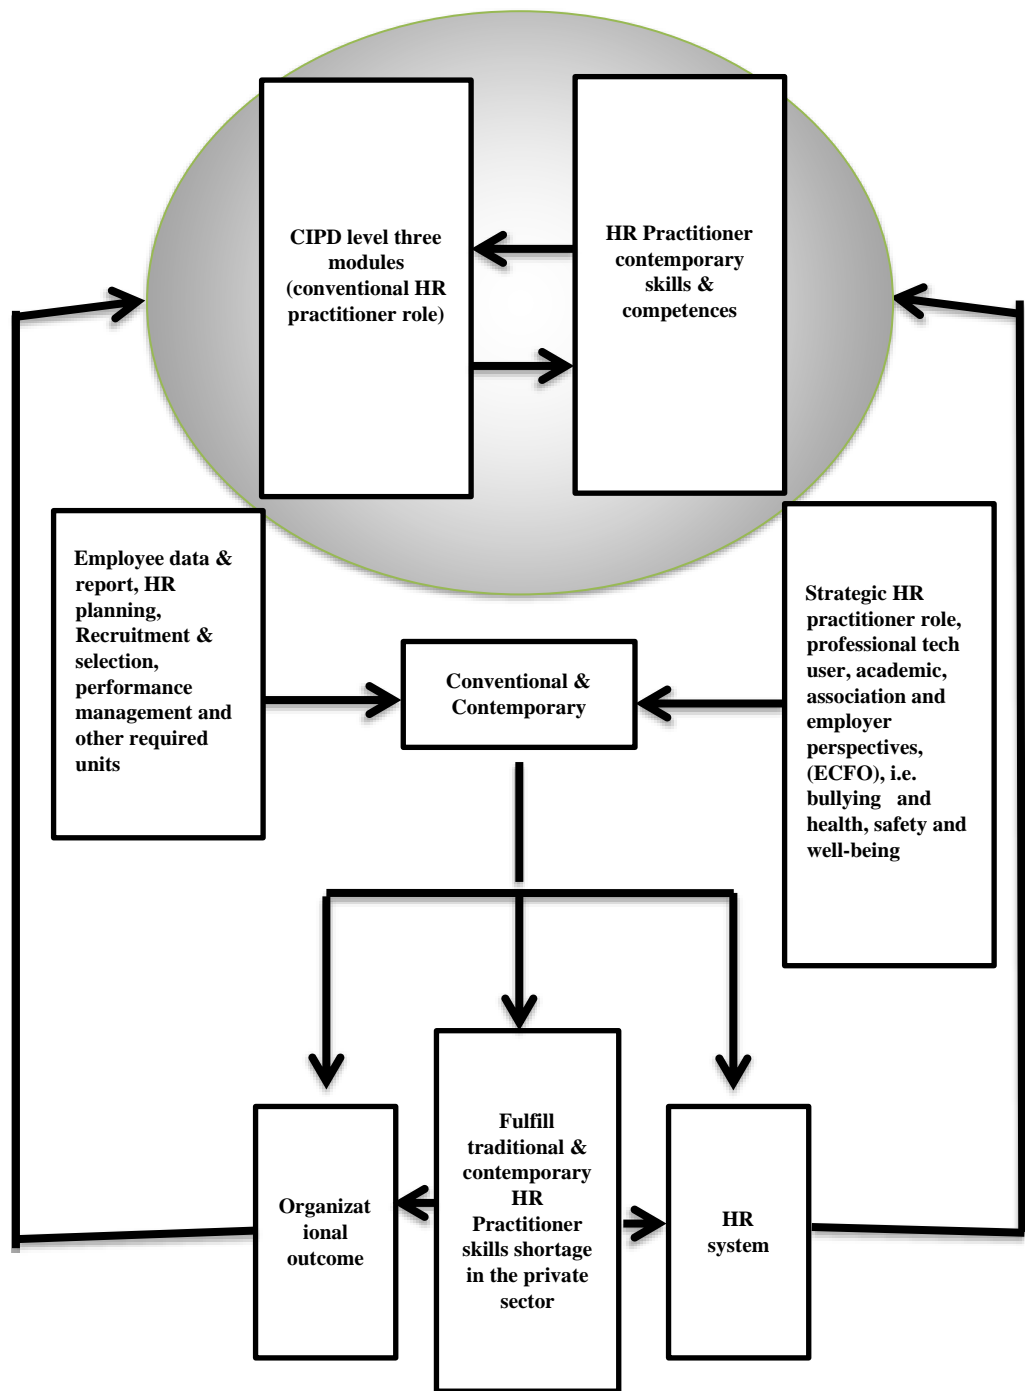 CIPD level three
modules
(conventional HR
practitioner role)
HR Practitioner
contemporary
skills &
competences
Employee data &
report, HR
planning,
Recruitment &
selection,
performance
management and
other required
units
Conventional &
Contemporary
Strategic HR
practitioner role,
professional tech
user, academic,
association and
employer
perspectives,
(ECFO), i.e.
bullying and
health, safety and
well-being
Organizat
ional
outcome
Fulfill
traditional &
contemporary
HR
Practitioner
skills shortage
in the private
sector
HR
system